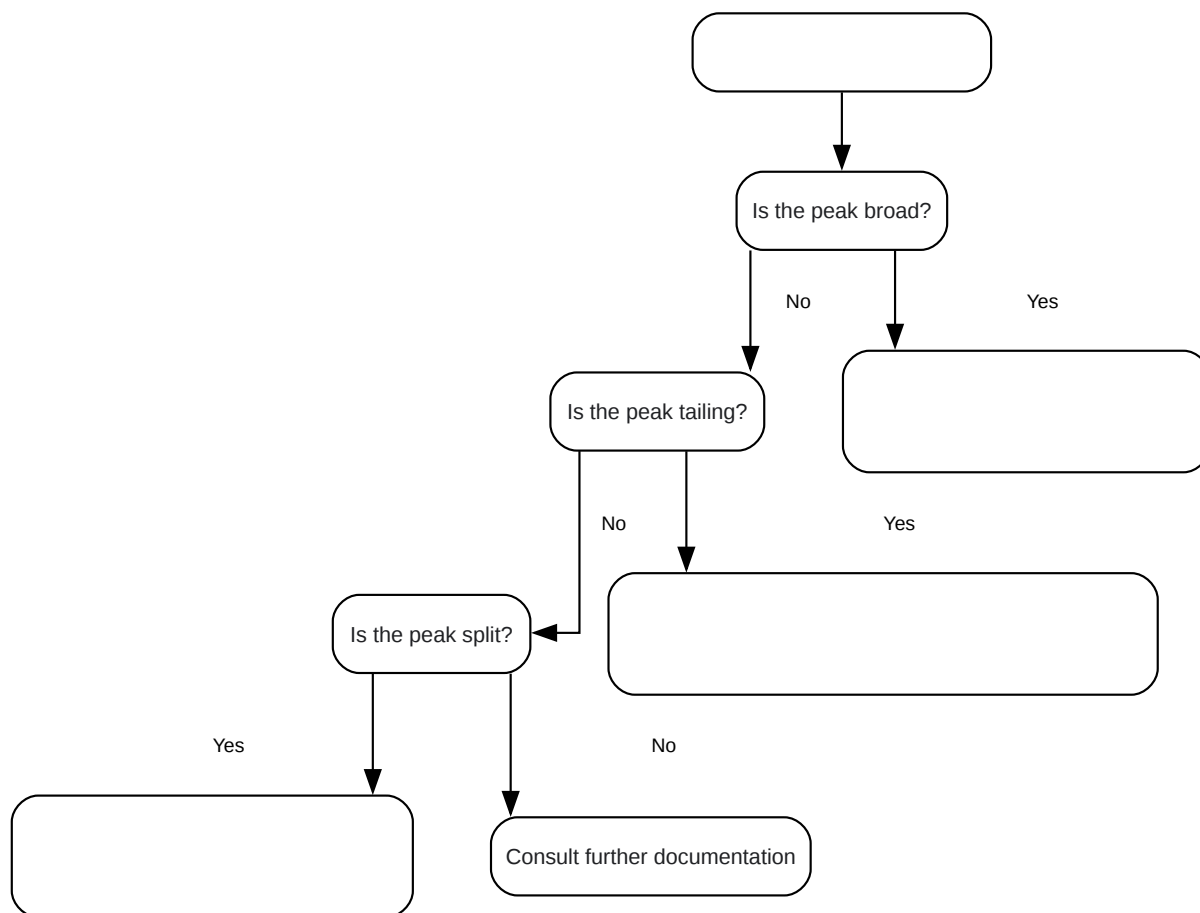 Is the peak broad?
No
Yes
Is the peak tailing?
No
Yes
Is the peak split?
Yes
No
Consult further documentation